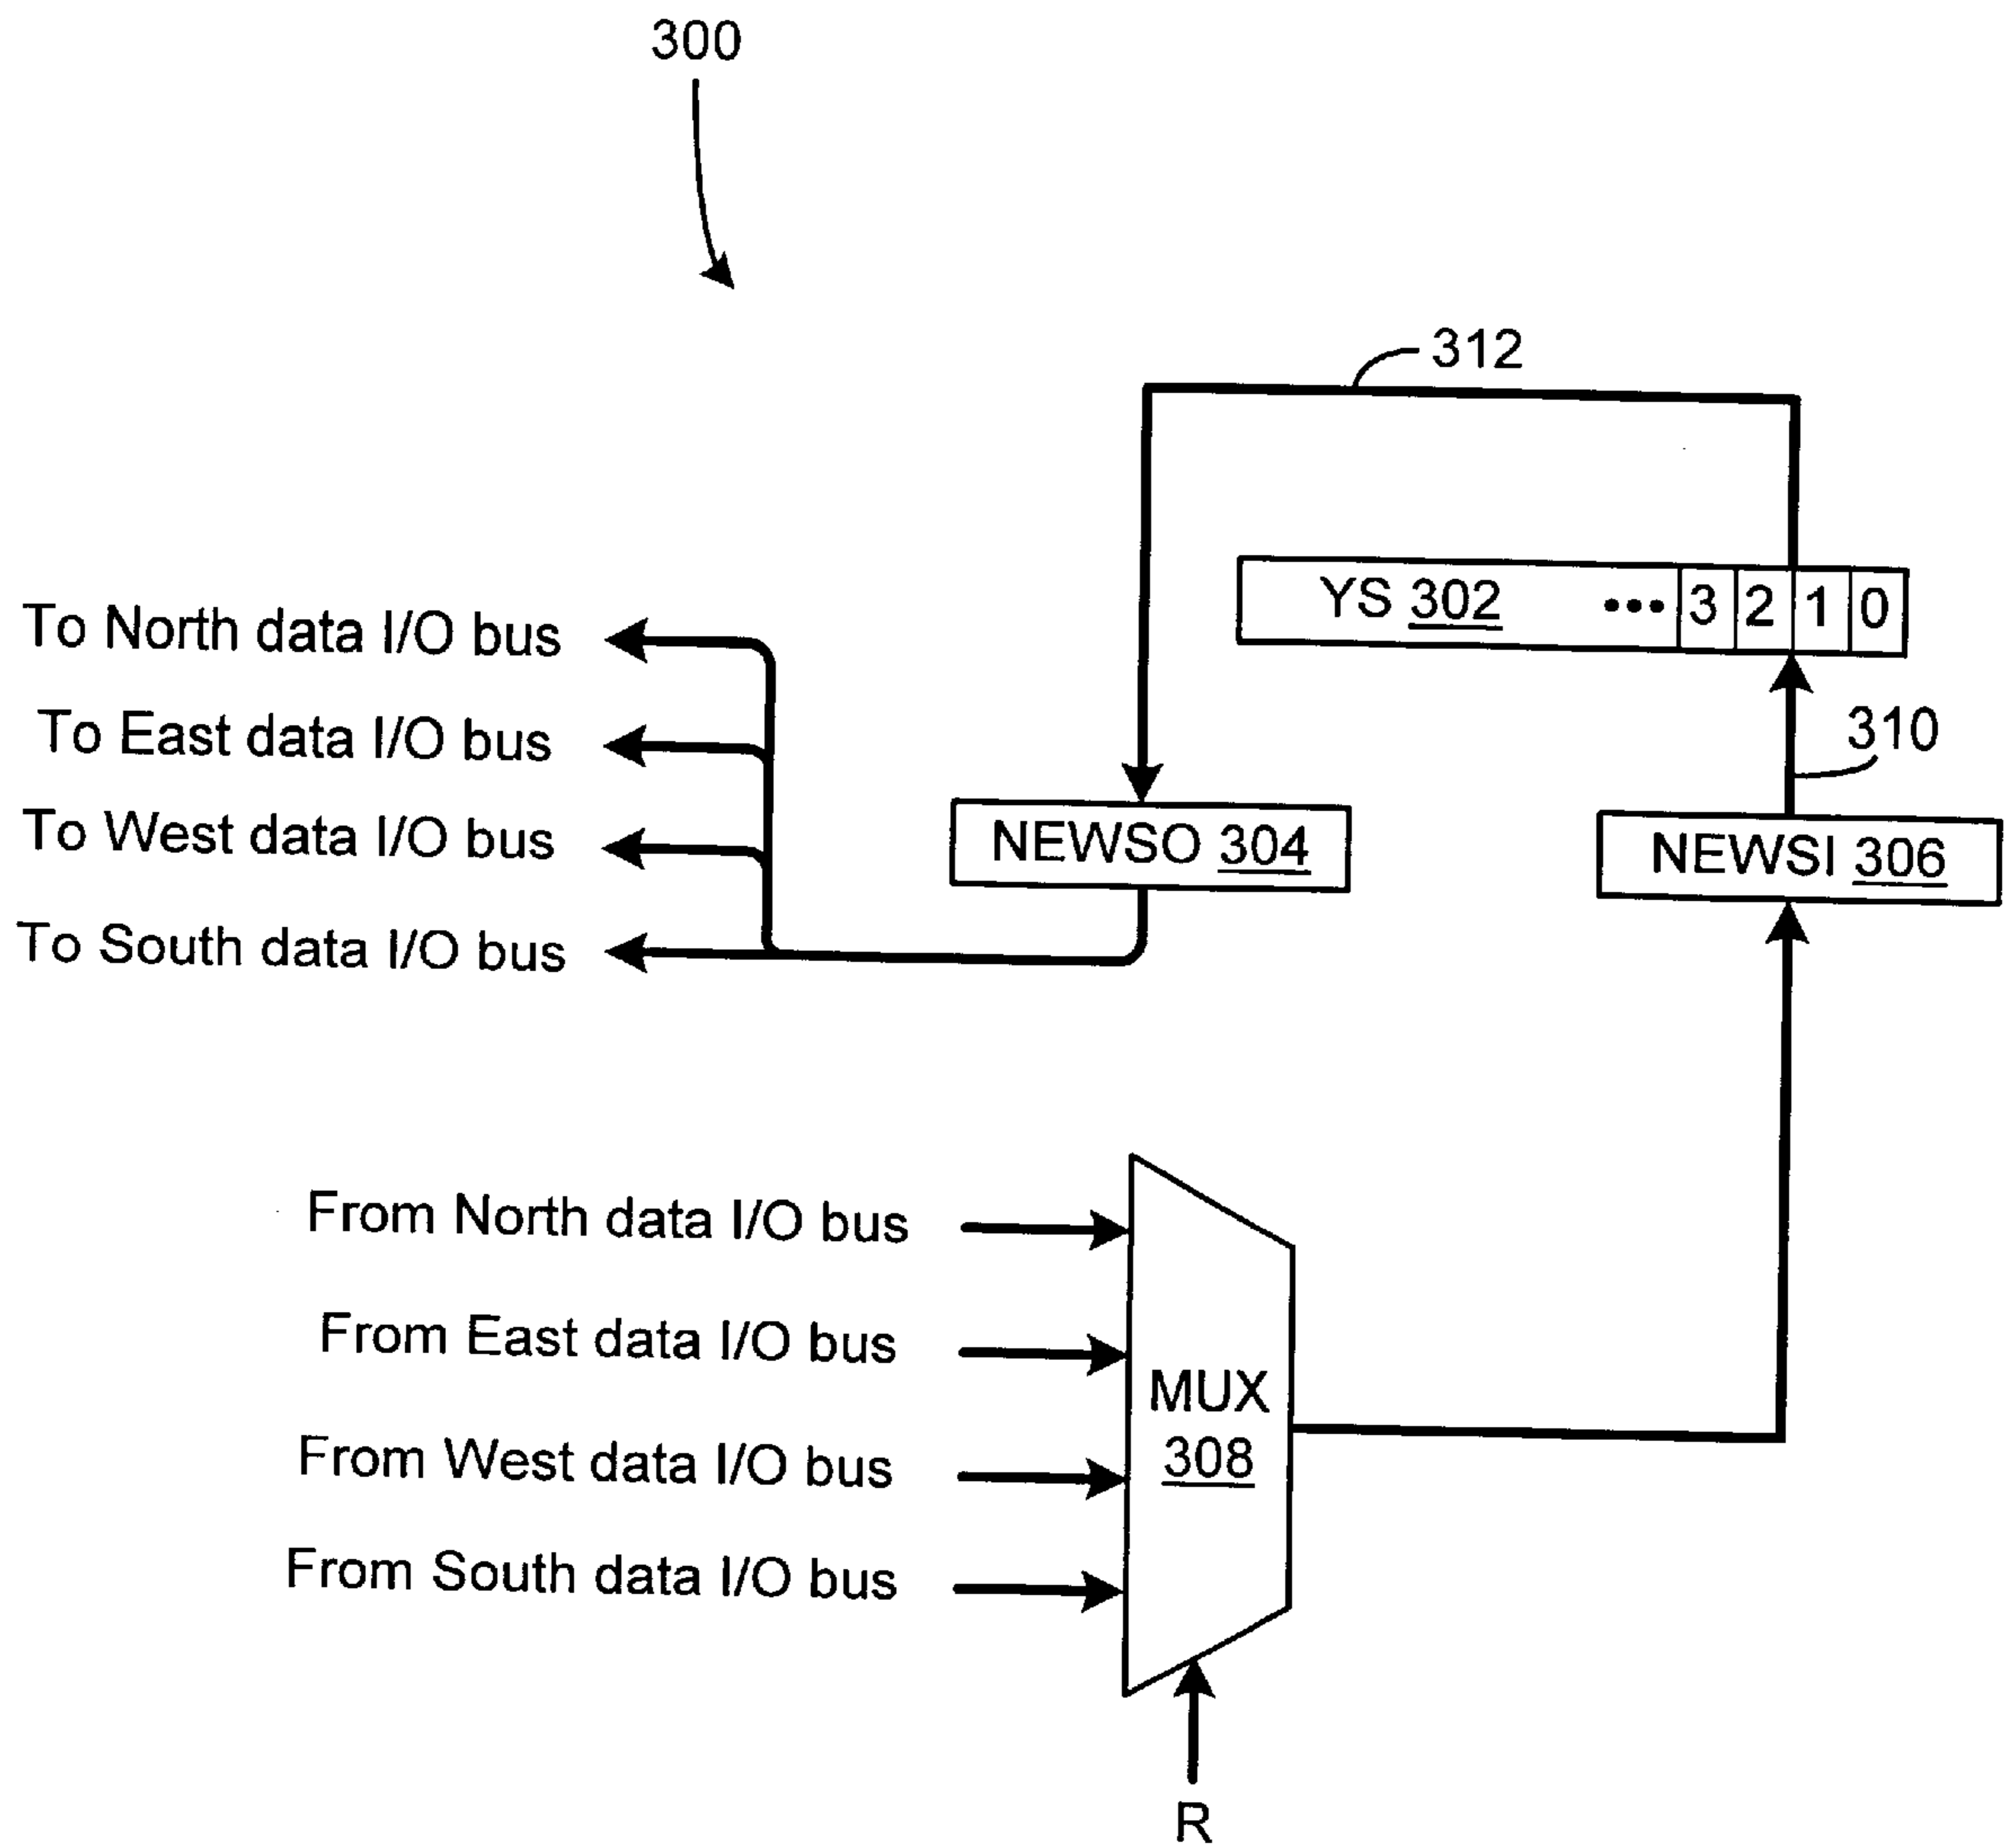 300
312
YS 302 ••• 3 2 1 0
To North data I/O bus
To East data I/O bus
310
To West data I/O bus
NEWSO 304
NEWSI 306
To South data I/O bus
From North data I/O bus
From East data I/O bus
MUX
308
From West data I/O bus
From South data I/O bus
R